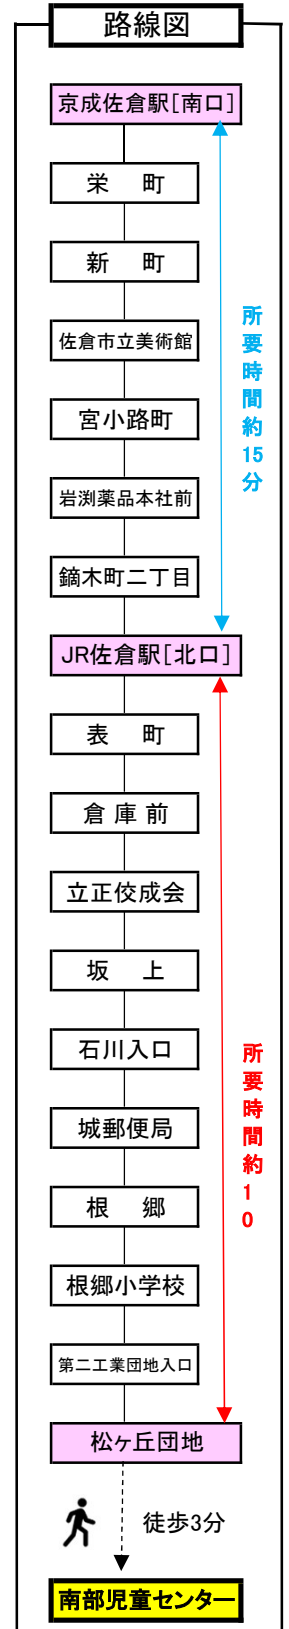 路線図
京成佐倉駅[南口]
栄　町
新　町
佐倉市立美術館
宮小路町
岩渕薬品本社前
鏑木町二丁目
所要時間約15分
JR佐倉駅[北口]
表　町
倉庫前
立正佼成会
坂　上
石川入口
城郵便局
根　郷
根郷小学校
第二工業団地入口
所要時間約10
松ヶ丘団地
徒歩3分
南部児童センター